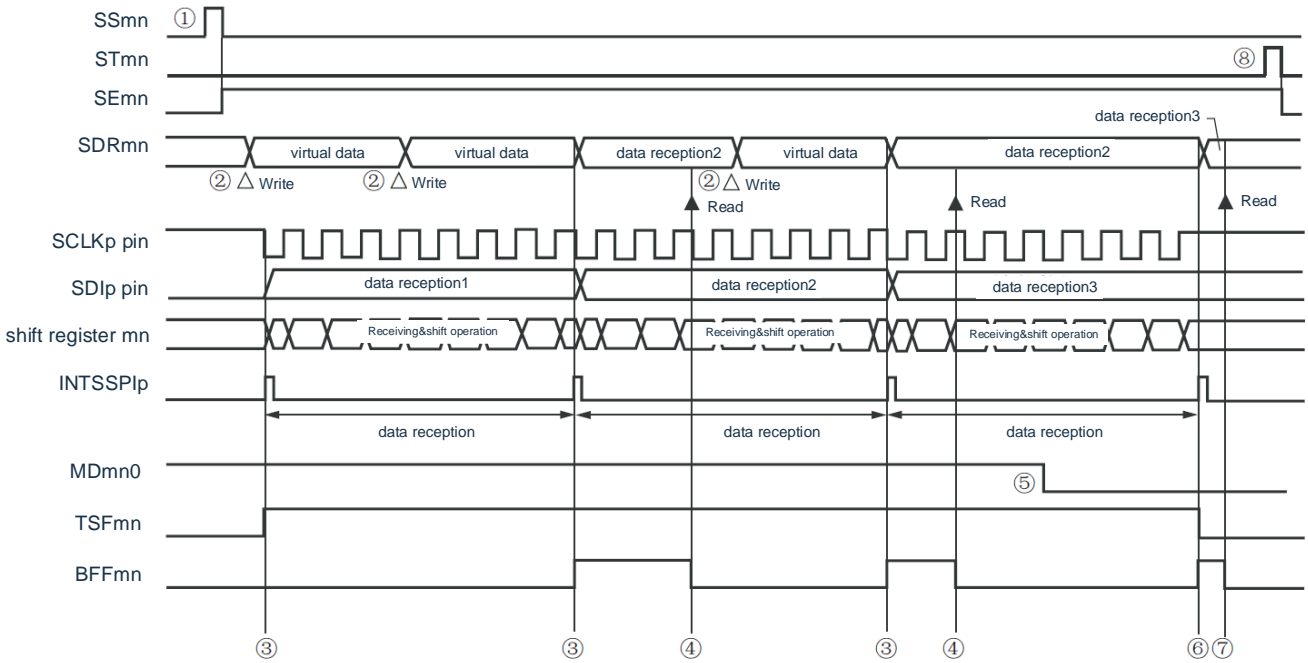 SSmn ①
STmn ⑧
SEmn
data reception3
SDRmn virtual data virtual data data reception2 virtual data data reception2
② △ Write ② △ Write ② △ Write
▲ Read ▲ Read ▲ Read
SCLKp pin
SDIp pin data reception1 data reception2 data reception3
shift register mn Receiving&shift operation Receiving&shift operation Receiving&shift operation
INTSSPIp
data reception data reception data reception
MDmn0 ⑤
TSFmn
BFFmn
③ ③ ④ ③ ④ ⑥ ⑦